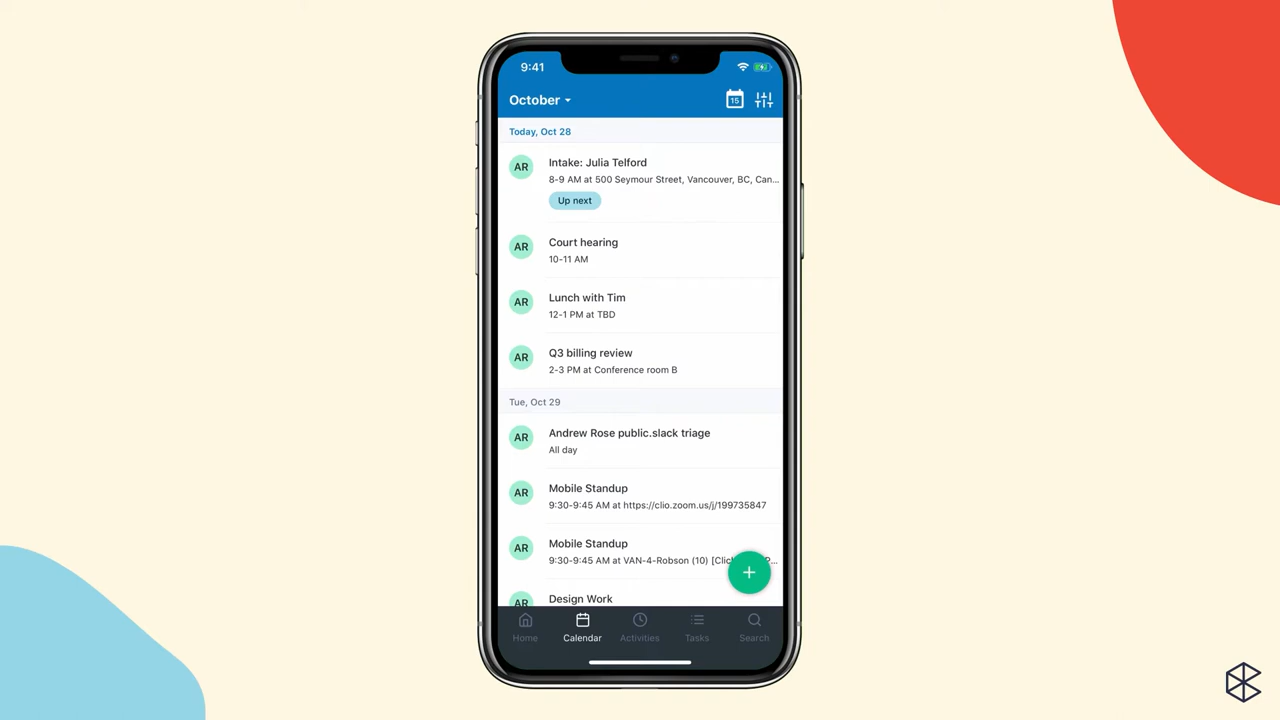 9:41
October
15
Today, Oct 28
AR
Intake: Julia Telford
8-9 AM at 500 Seymour Street, Vancouver, BC, Can...
Up next
AR
Court hearing
10-11 AM
AR
Lunch with Tim
12-1 PM at TBD
AR
Q3 billing review
2-3 PM at Conference room B
Tue, Oct 29
AR
Andrew Rose public.slack triage
All day
AR
Mobile Standup
9:30-9:45 AM at https://clio.zoom.us/j/199735847
AR
Mobile Standup
9:30-9:45 AM at VAN-4-Robson (10) [Clic
AR
Design Work
Home
Calendar
Activities
Tasks
Search